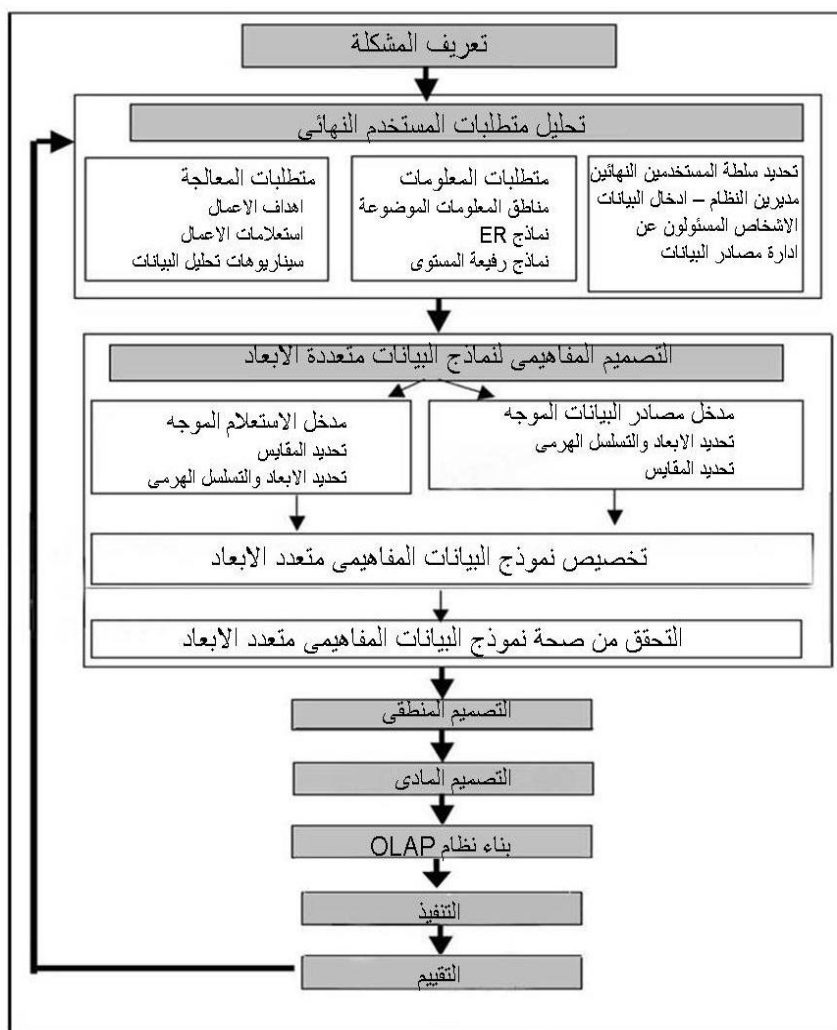 تعريف المشكلة
تحليل متطلبات المستخدم النهائى
تحديد سلطة المستخدمين النهائين
مديرين النظام – ادخال البيانات
الاشخاص المسئولون عن
ادارة مصادر البيانات
متطلبات المعلومات
مناطق المعلومات الموضوعة
نماذج ER
نماذج رفيعة المستوى
متطلبات المعالجة
اهداف الاعمال
استعلامات الاعمال
سيناريوهات تحليل البيانات
التصميم المفاهيمى لنماذج البيانات متعددة الابعاد
مدخل مصادر البيانات الموجه
تحديد الابعاد والتسلسل الهرمى
تحديد المقايس
مدخل الاستعلام الموجه
تحديد المقايس
تحديد الابعاد والتسلسل الهرمى
تخصيص نموذج البيانات المفاهيمى متعدد الابعاد
التحقق من صحة نموذج البيانات المفاهيمى متعدد الابعاد
التصميم المنطقى
التصميم المادى
بناء نظام OLAP
التنفيذ
التقييم